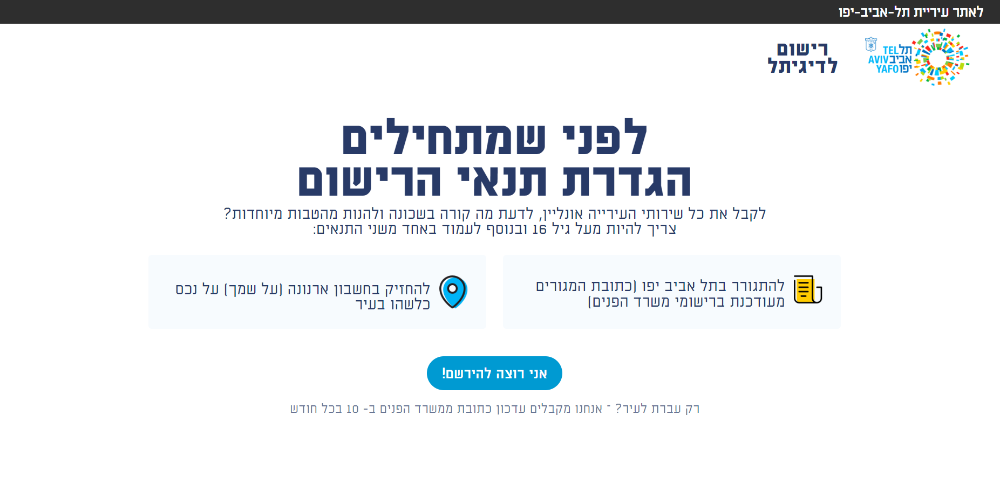 לאתר עיריית תל-אביב-יפו
תל TEL
אביב AVIV
יפו YAFO
רישום
לדיגיתל
לפני שמתחילים
הגדרת תנאי הרישום
לקבל את כל שירותי העירייה אונליין, לדעת מה קורה בשכונה ולהנות מהטבות מיוחדות?
צריך להיות מעל גיל 16 ובנוסף לעמוד באחד משני התנאים:
להתגורר בתל אביב יפו (כתובת המגורים
מעודכנת ברישומי משרד הפנים)
להחזיק בחשבון ארנונה (על שמך) על נכס
כלשהו בעיר
אני רוצה להירשם!
רק עברת לעיר? - אנחנו מקבלים עדכון כתובת ממשרד הפנים ב- 10 בכל חודש